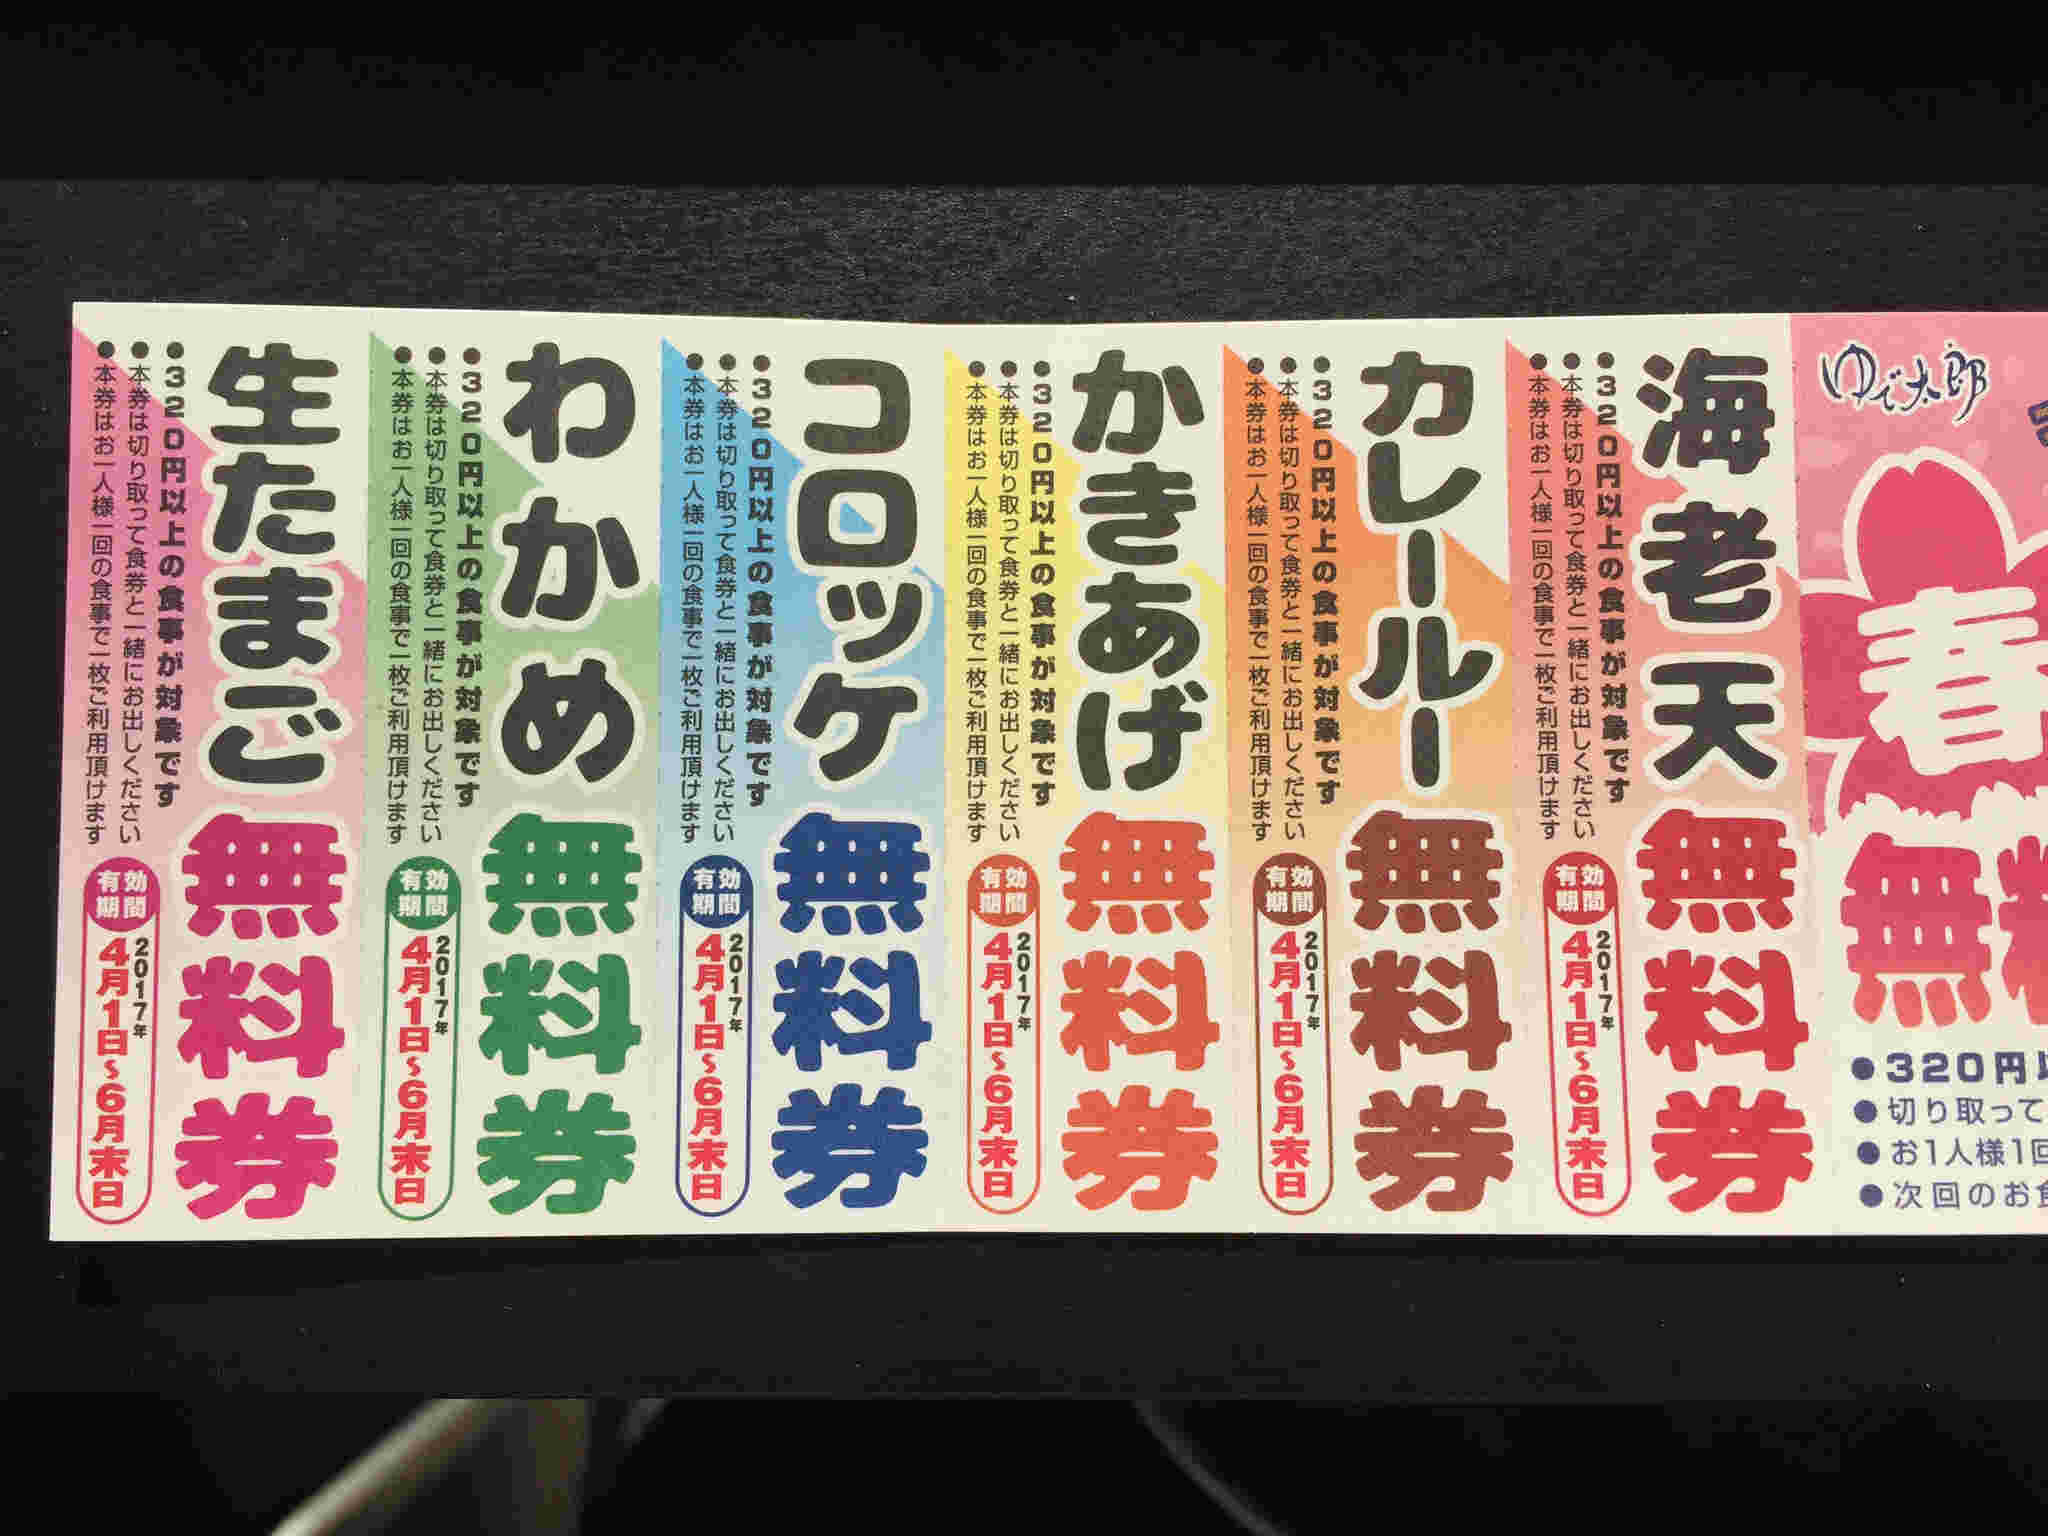 ゆで太郎
春
無料
●320円以
●切り取って
●お1人様1回
●次回のお食
海老天
無料券
●320円以上の食事が対象です
●本券は切り取って食券と一緒にお出しください
●本券はお一人様一回の食事で一枚ご利用頂けます
有効期間
2017年
4月1日〜6月末日
カレールー
無料券
●320円以上の食事が対象です
●本券は切り取って食券と一緒にお出しください
●本券はお一人様一回の食事で一枚ご利用頂けます
有効期間
2017年
4月1日〜6月末日
かきあげ
無料券
●320円以上の食事が対象です
●本券は切り取って食券と一緒にお出しください
●本券はお一人様一回の食事で一枚ご利用頂けます
有効期間
2017年
4月1日〜6月末日
コロッケ
無料券
●320円以上の食事が対象です
●本券は切り取って食券と一緒にお出しください
●本券はお一人様一回の食事で一枚ご利用頂けます
有効期間
2017年
4月1日〜6月末日
わかめ
無料券
●320円以上の食事が対象です
●本券は切り取って食券と一緒にお出しください
●本券はお一人様一回の食事で一枚ご利用頂けます
有効期間
2017年
4月1日〜6月末日
生たまご
無料券
●320円以上の食事が対象です
●本券は切り取って食券と一緒にお出しください
●本券はお一人様一回の食事で一枚ご利用頂けます
有効期間
2017年
4月1日〜6月末日